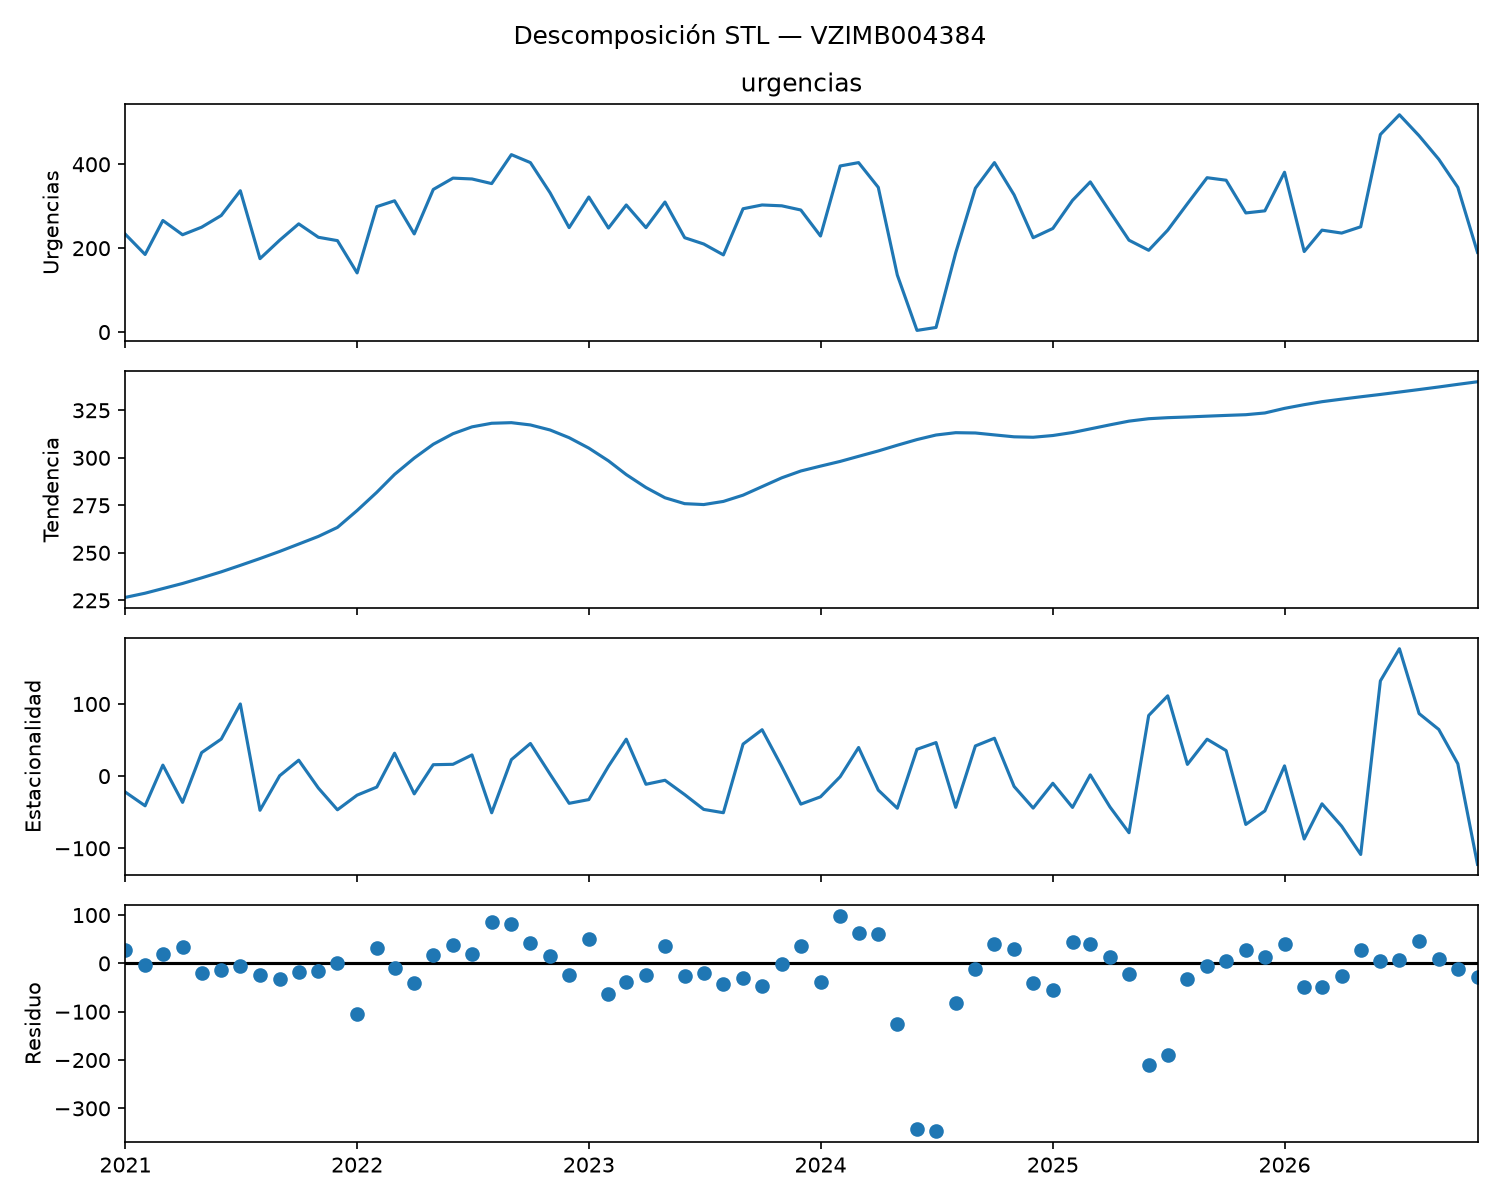 Descomposición STL — VZIMB004384
urgencias
Urgencias
400
200
0
Tendencia
325
300
275
250
225
Estacionalidad
100
0
−100
Residuo
100
0
−100
−200
−300
2021 2022 2023 2024 2025 2026